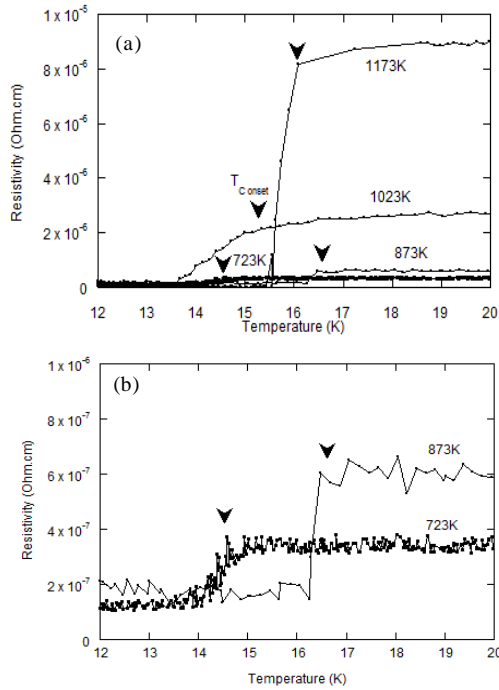 (a)
1 x 10^-5
8 x 10^-6
6 x 10^-6
4 x 10^-6
2 x 10^-6
0
Resistivity (Ohm.cm)
1173K
T_C onset
1023K
723K
873K
12 13 14 15 16 17 18 19 20
Temperature (K)
(b)
1 x 10^-6
8 x 10^-7
6 x 10^-7
4 x 10^-7
2 x 10^-7
0
Resistivity (Ohm.cm)
873K
723K
12 13 14 15 16 17 18 19 20
Temperature (K)